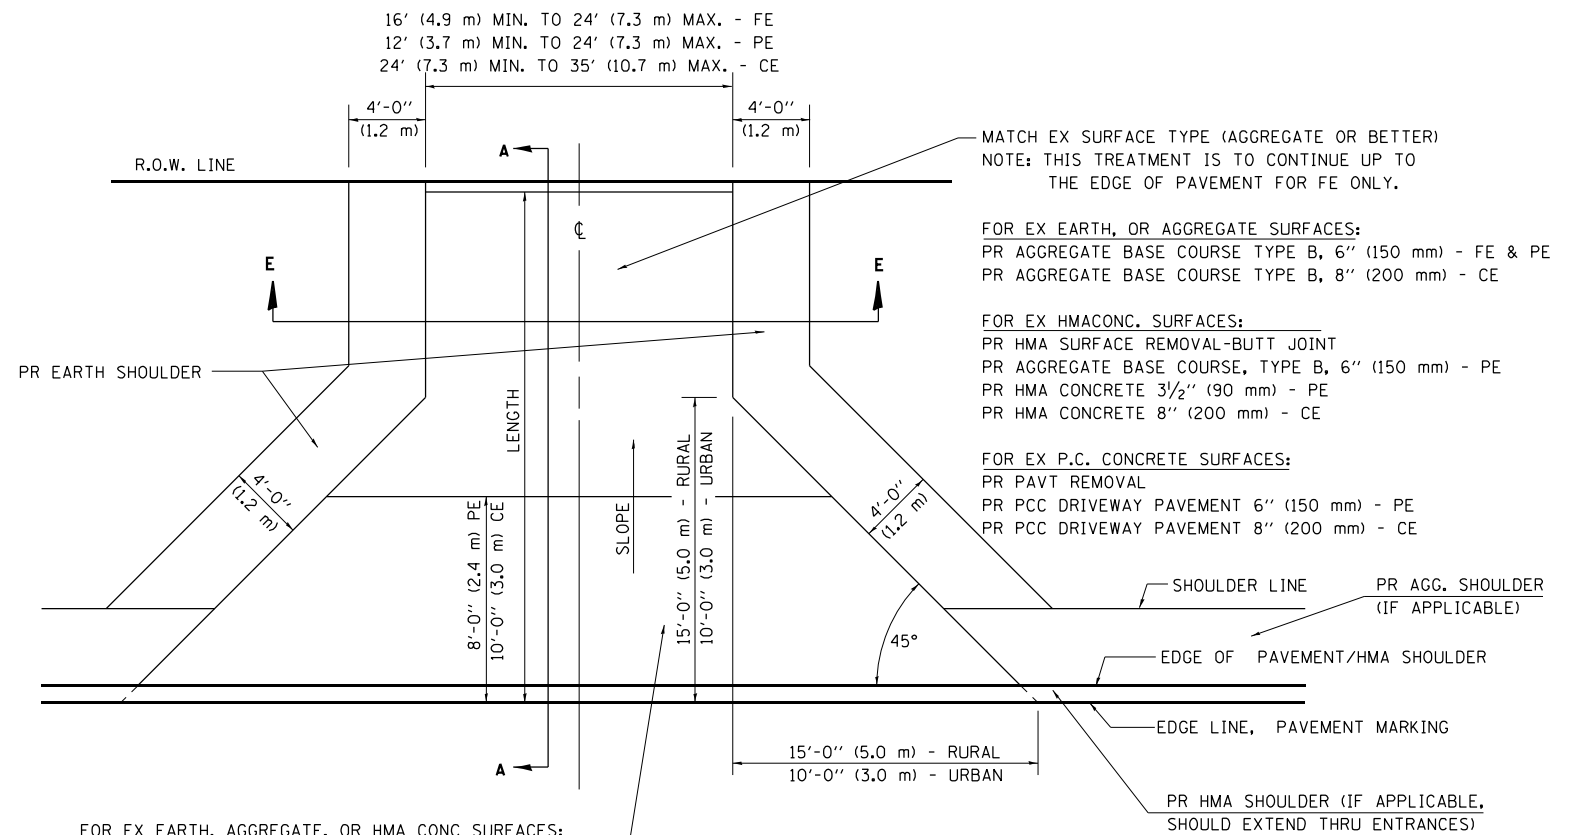 16' (4.9 m) MIN. TO 24' (7.3 m) MAX. - FE
12' (3.7 m) MIN. TO 24' (7.3 m) MAX. - PE
24' (7.3 m) MIN. TO 35' (10.7 m) MAX. - CE
4'-0''
(1.2 m)
4'-0''
(1.2 m)
A
R.O.W. LINE
MATCH EX SURFACE TYPE (AGGREGATE OR BETTER)
NOTE: THIS TREATMENT IS TO CONTINUE UP TO
THE EDGE OF PAVEMENT FOR FE ONLY.
℄
FOR EX EARTH, OR AGGREGATE SURFACES:
PR AGGREGATE BASE COURSE TYPE B, 6'' (150 mm) - FE & PE
PR AGGREGATE BASE COURSE TYPE B, 8'' (200 mm) - CE
E
E
FOR EX HMACONC. SURFACES:
PR HMA SURFACE REMOVAL-BUTT JOINT
PR AGGREGATE BASE COURSE, TYPE B, 6'' (150 mm) - PE
PR HMA CONCRETE 3½'' (90 mm) - PE
PR HMA CONCRETE 8'' (200 mm) - CE
PR EARTH SHOULDER
LENGTH
FOR EX P.C. CONCRETE SURFACES:
PR PAVT REMOVAL
PR PCC DRIVEWAY PAVEMENT 6'' (150 mm) - PE
PR PCC DRIVEWAY PAVEMENT 8'' (200 mm) - CE
4'-0''
(1.2 m)
8'-0'' (2.4 m) PE
10'-0'' (3.0 m) CE
SLOPE
15'-0'' (5.0 m) - RURAL
10'-0'' (3.0 m) - URBAN
4'-0''
(1.2 m)
45°
SHOULDER LINE
PR AGG. SHOULDER
(IF APPLICABLE)
EDGE OF PAVEMENT/HMA SHOULDER
EDGE LINE, PAVEMENT MARKING
15'-0'' (5.0 m) - RURAL
10'-0'' (3.0 m) - URBAN
A
PR HMA SHOULDER (IF APPLICABLE,
SHOULD EXTEND THRU ENTRANCES)
FOR EX EARTH, AGGREGATE, OR HMA CONC SURFACES: